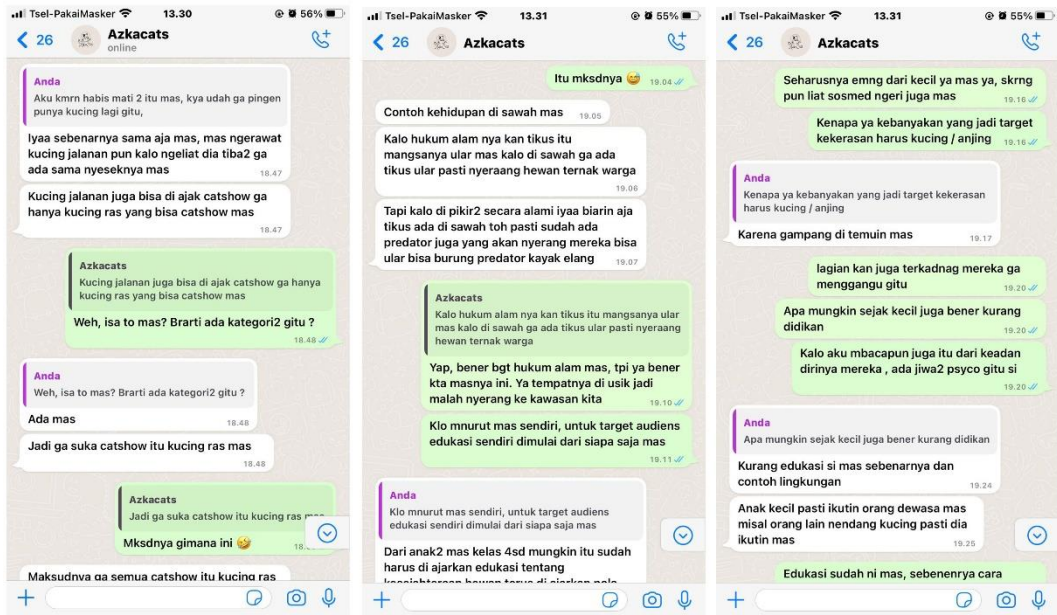 Tsel-PakaiMasker 13.30 56%
26 Azkacats
online
Anda
Aku kmrn habis mati 2 itu mas, kya udah ga pingen
punya kucing lagi gitu,
Iyaa sebenarnya sama aja mas, mas ngerawat
kucing jalanan pun kalo ngeliat dia tiba2 ga
ada sama nyeseknya mas
18.47
Kucing jalanan juga bisa di ajak catshow ga
hanya kucing ras yang bisa catshow mas
18.47
Azkacats
Kucing jalanan juga bisa di ajak catshow ga hanya
kucing ras yang bisa catshow mas
Weh, isa to mas? Brarti ada kategori2 gitu ?
18.48
Anda
Weh, isa to mas? Brarti ada kategori2 gitu ?
Ada mas
18.48
Jadi ga suka catshow itu kucing ras mas
18.48
Azkacats
Jadi ga suka catshow itu kucing ras mas
Mksdnya gimana ini 🤣
Maksudnya ga semua catshow itu kucing ras
Tsel-PakaiMasker 13.31 55%
26 Azkacats
Itu mksdnya 😅 19.04
Contoh kehidupan di sawah mas 19.05
Kalo hukum alam nya kan tikus itu
mangsanya ular mas kalo di sawah ga ada
tikus ular pasti nyeraang hewan ternak warga
19.06
Tapi kalo di pikir2 secara alami iyaa biarin aja
tikus ada di sawah toh pasti sudah ada
predator juga yang akan nyerang mereka bisa
ular bisa burung predator kayak elang 19.07
Azkacats
Kalo hukum alam nya kan tikus itu mangsanya ular
mas kalo di sawah ga ada tikus ular pasti nyeraang
hewan ternak warga
Yap, bener bgt hukum alam mas, tpi ya bener
kta masnya ini. Ya tempatnya di usik jadi
malah nyerang ke kawasan kita 19.10
Klo mnurut mas sendiri, untuk target audiens
edukasi sendiri dimulai dari siapa saja mas
19.11
Anda
Klo mnurut mas sendiri, untuk target audiens
edukasi sendiri dimulai dari siapa saja mas
Dari anak2 mas kelas 4sd mungkin itu sudah
harus di ajarkan edukasi tentang
Tsel-PakaiMasker 13.31 55%
26 Azkacats
Seharusnya emng dari kecil ya mas ya, skrng
pun liat sosmed ngeri juga mas 19.16
Kenapa ya kebanyakan yang jadi target
kekerasan harus kucing / anjing 19.16
Anda
Kenapa ya kebanyakan yang jadi target kekerasan
harus kucing / anjing
Karena gampang di temuin mas 19.17
lagian kan juga terkadnag mereka ga
menggangu gitu 19.20
Apa mungkin sejak kecil juga bener kurang
didikan 19.20
Kalo aku mbacapun juga itu dari keadan
dirinya mereka , ada jiwa2 psyco gitu si
19.20
Anda
Apa mungkin sejak kecil juga bener kurang didikan
Kurang edukasi si mas sebenarnya dan
contoh lingkungan 19.24
Anak kecil pasti ikutin orang dewasa mas
misal orang lain nendang kucing pasti dia
ikutin mas 19.25
Edukasi sudah ni mas, sebenenrya cara